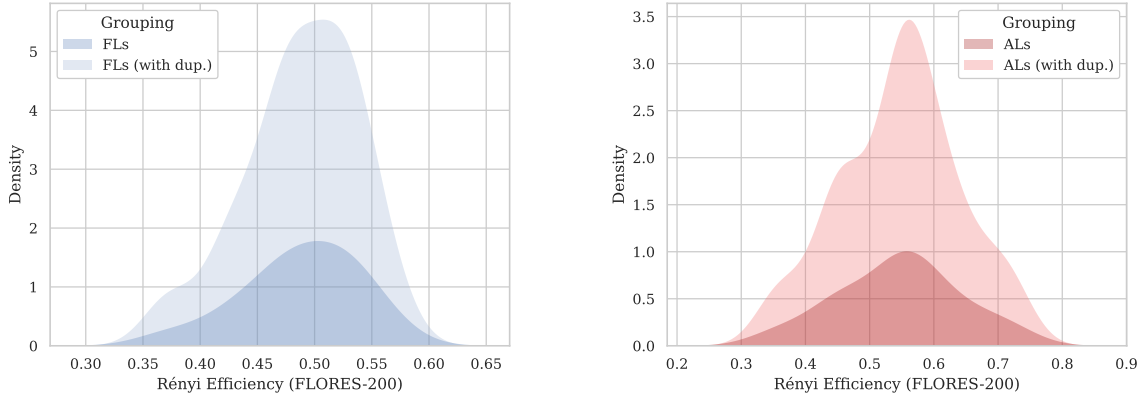 Grouping
FLs
FLs (with dup.)
Density
5
4
3
2
1
0
0.30 0.35 0.40 0.45 0.50 0.55 0.60 0.65
Rényi Efficiency (FLORES-200)
Grouping
ALs
ALs (with dup.)
Density
3.5
3.0
2.5
2.0
1.5
1.0
0.5
0.0
0.2 0.3 0.4 0.5 0.6 0.7 0.8 0.9
Rényi Efficiency (FLORES-200)